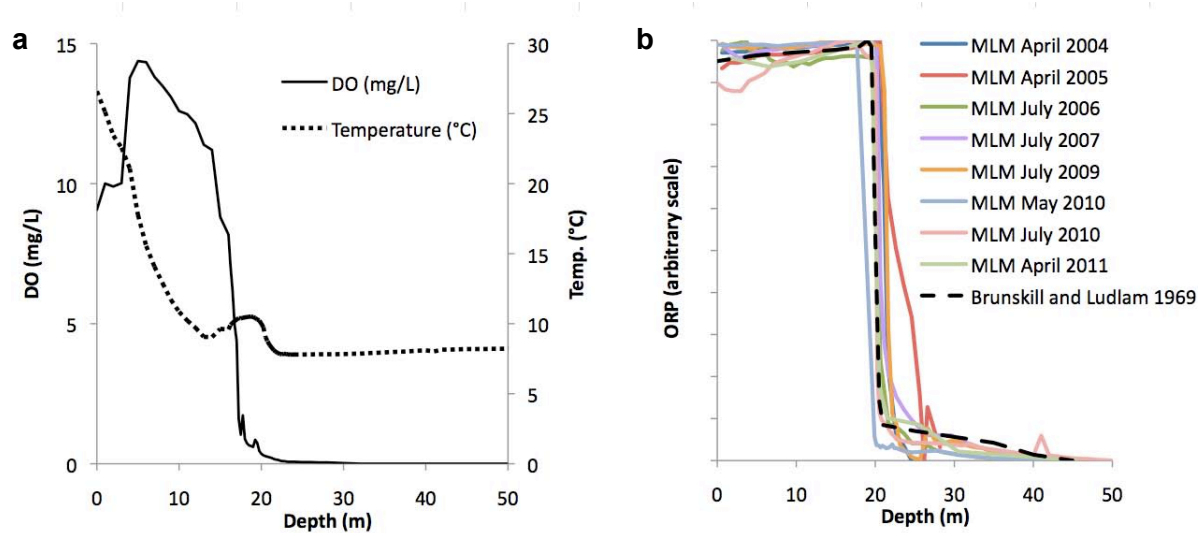 a
15
10
5
0
DO (mg/L)
DO (mg/L)
Temperature (°C)
30
25
20
15
10
5
0
Temp. (°C)
0 10 20 30 40 50
Depth (m)
b
ORP (arbitrary scale)
MLM April 2004
MLM April 2005
MLM July 2006
MLM July 2007
MLM July 2009
MLM May 2010
MLM July 2010
MLM April 2011
Brunskill and Ludlam 1969
0 10 20 30 40 50
Depth (m)